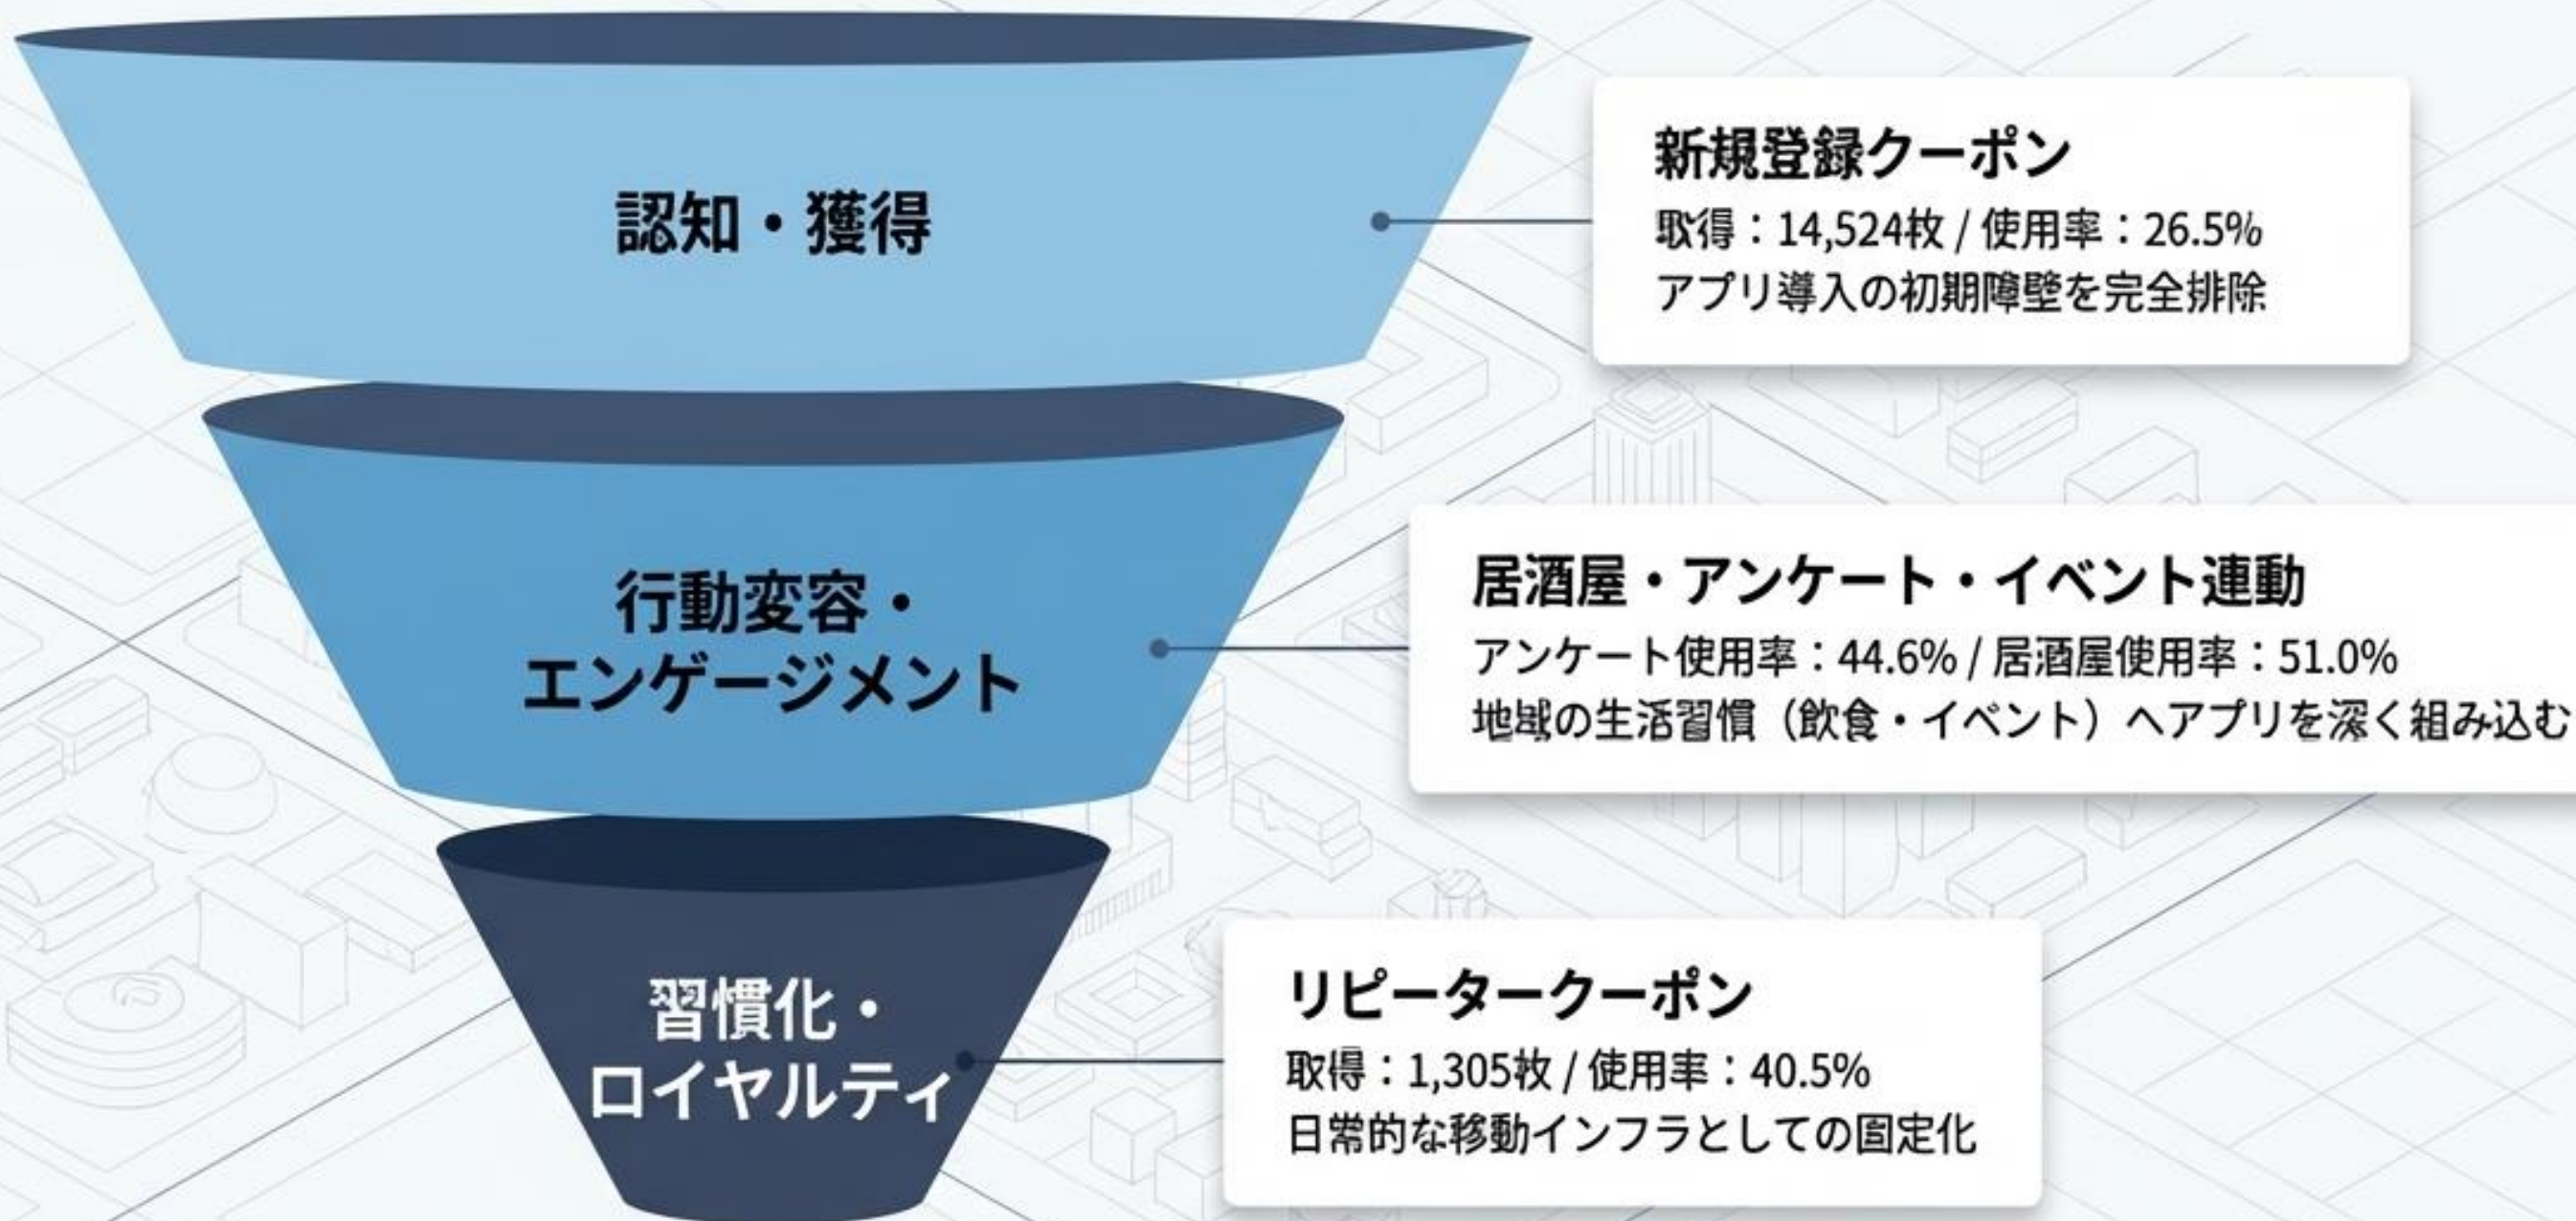 認知・獲得
新規登録クーポン
取得：14,524枚 / 使用率：26.5%
アプリ導入の初期障壁を完全排除
行動変容・
エンゲージメント
居酒屋・アンケート・イベント連動
アンケート使用率：44.6% / 居酒屋使用率：51.0%
地域の生活習慣（飲食・イベント）へアプリを深く組み込む
習慣化・
ロイヤルティ
リピータークーポン
取得：1,305枚 / 使用率：40.5%
日常的な移動インフラとしての固定化